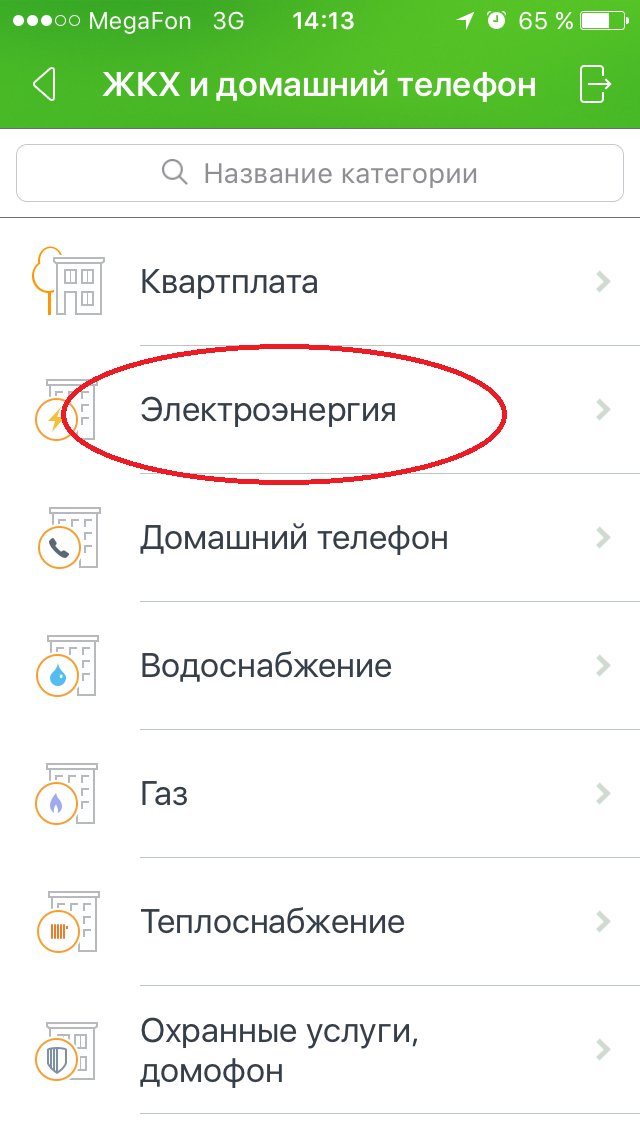 MegaFon 3G 14:13 65 %
ЖКХ и домашний телефон
Название категории
Квартплата
Электроэнергия
Домашний телефон
Водоснабжение
Газ
Теплоснабжение
Охранные услуги,
домофон